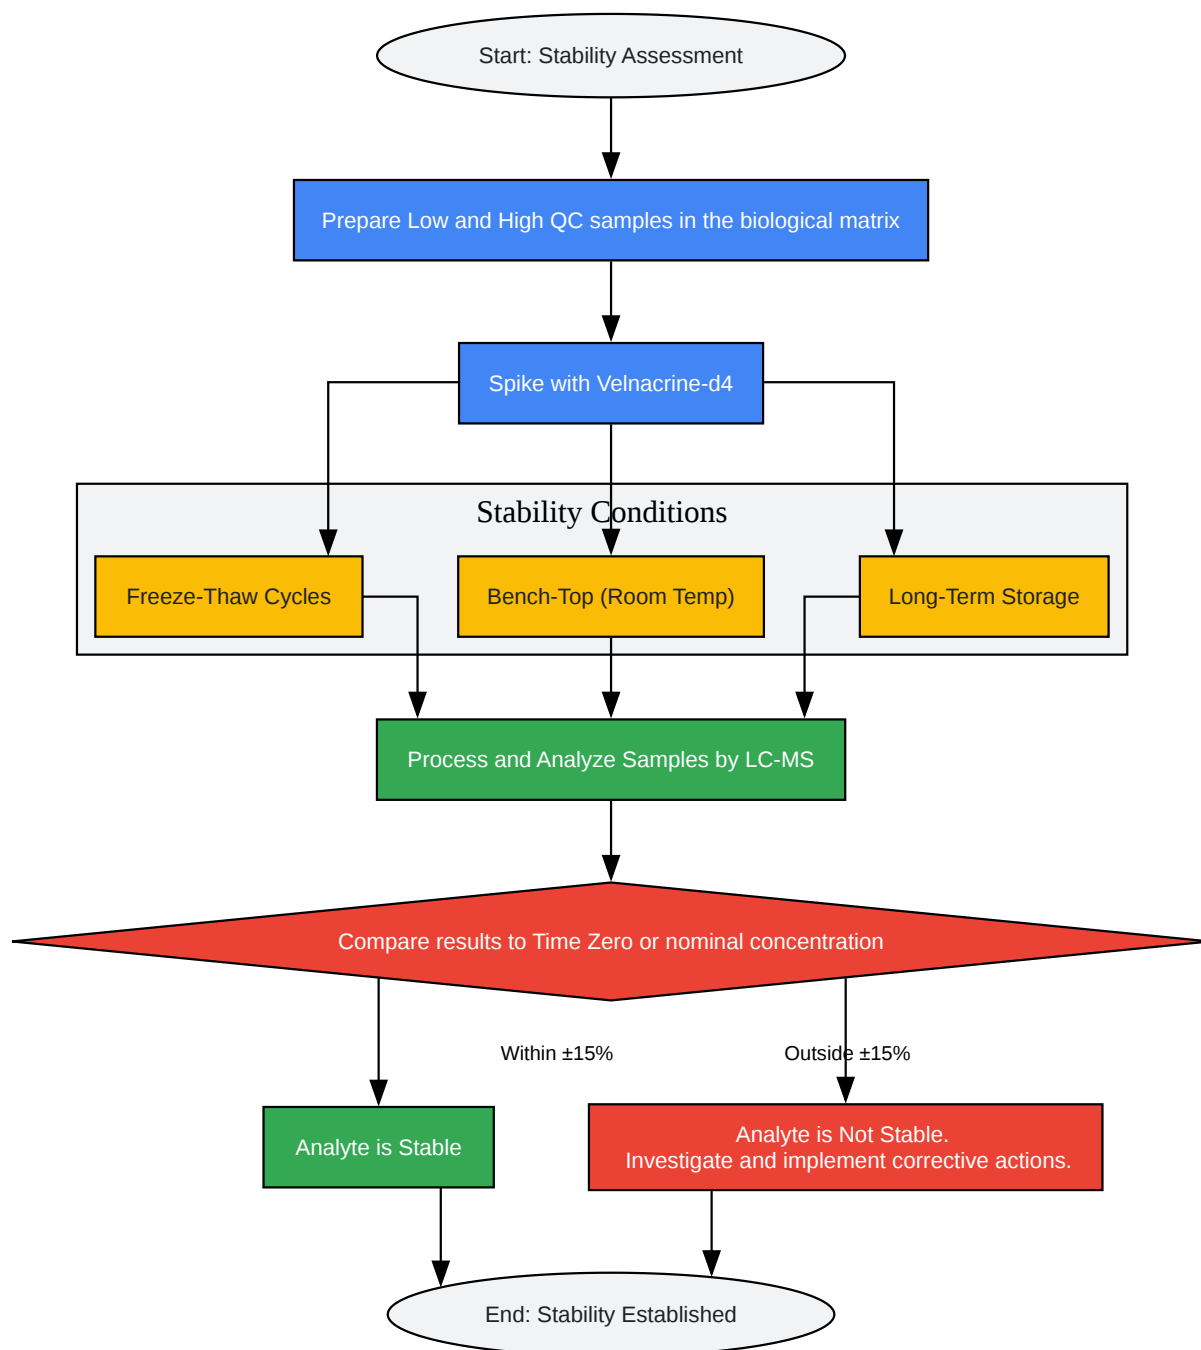 Start: Stability Assessment
Prepare Low and High QC samples in the biological matrix
Spike with Velnacrine-d4
Stability Conditions
Freeze-Thaw Cycles
Bench-Top (Room Temp)
Long-Term Storage
Process and Analyze Samples by LC-MS
Compare results to Time Zero or nominal concentration
Within ±15%
Outside ±15%
Analyte is Stable
Analyte is Not Stable.
Investigate and implement corrective actions.
End: Stability Established